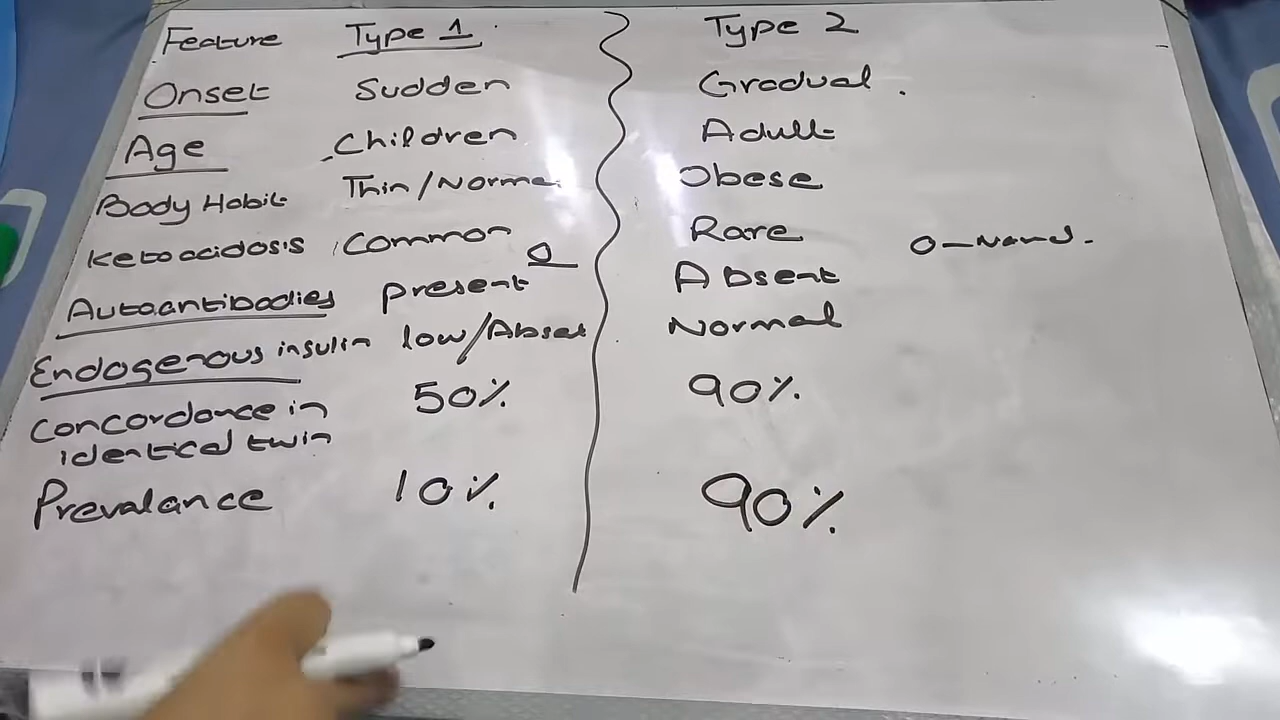 Feature Type 1 Type 2
Onset Sudden Gradual.
Age Children Adult
Body Habit Thin/Normal Obese
Ketoacidosis Common Rare
Autoantibodies present Absent
Endogenous insulin low/Absent Normal
Concordance in 50% 90%
identical twin
Prevalance 10% 90%